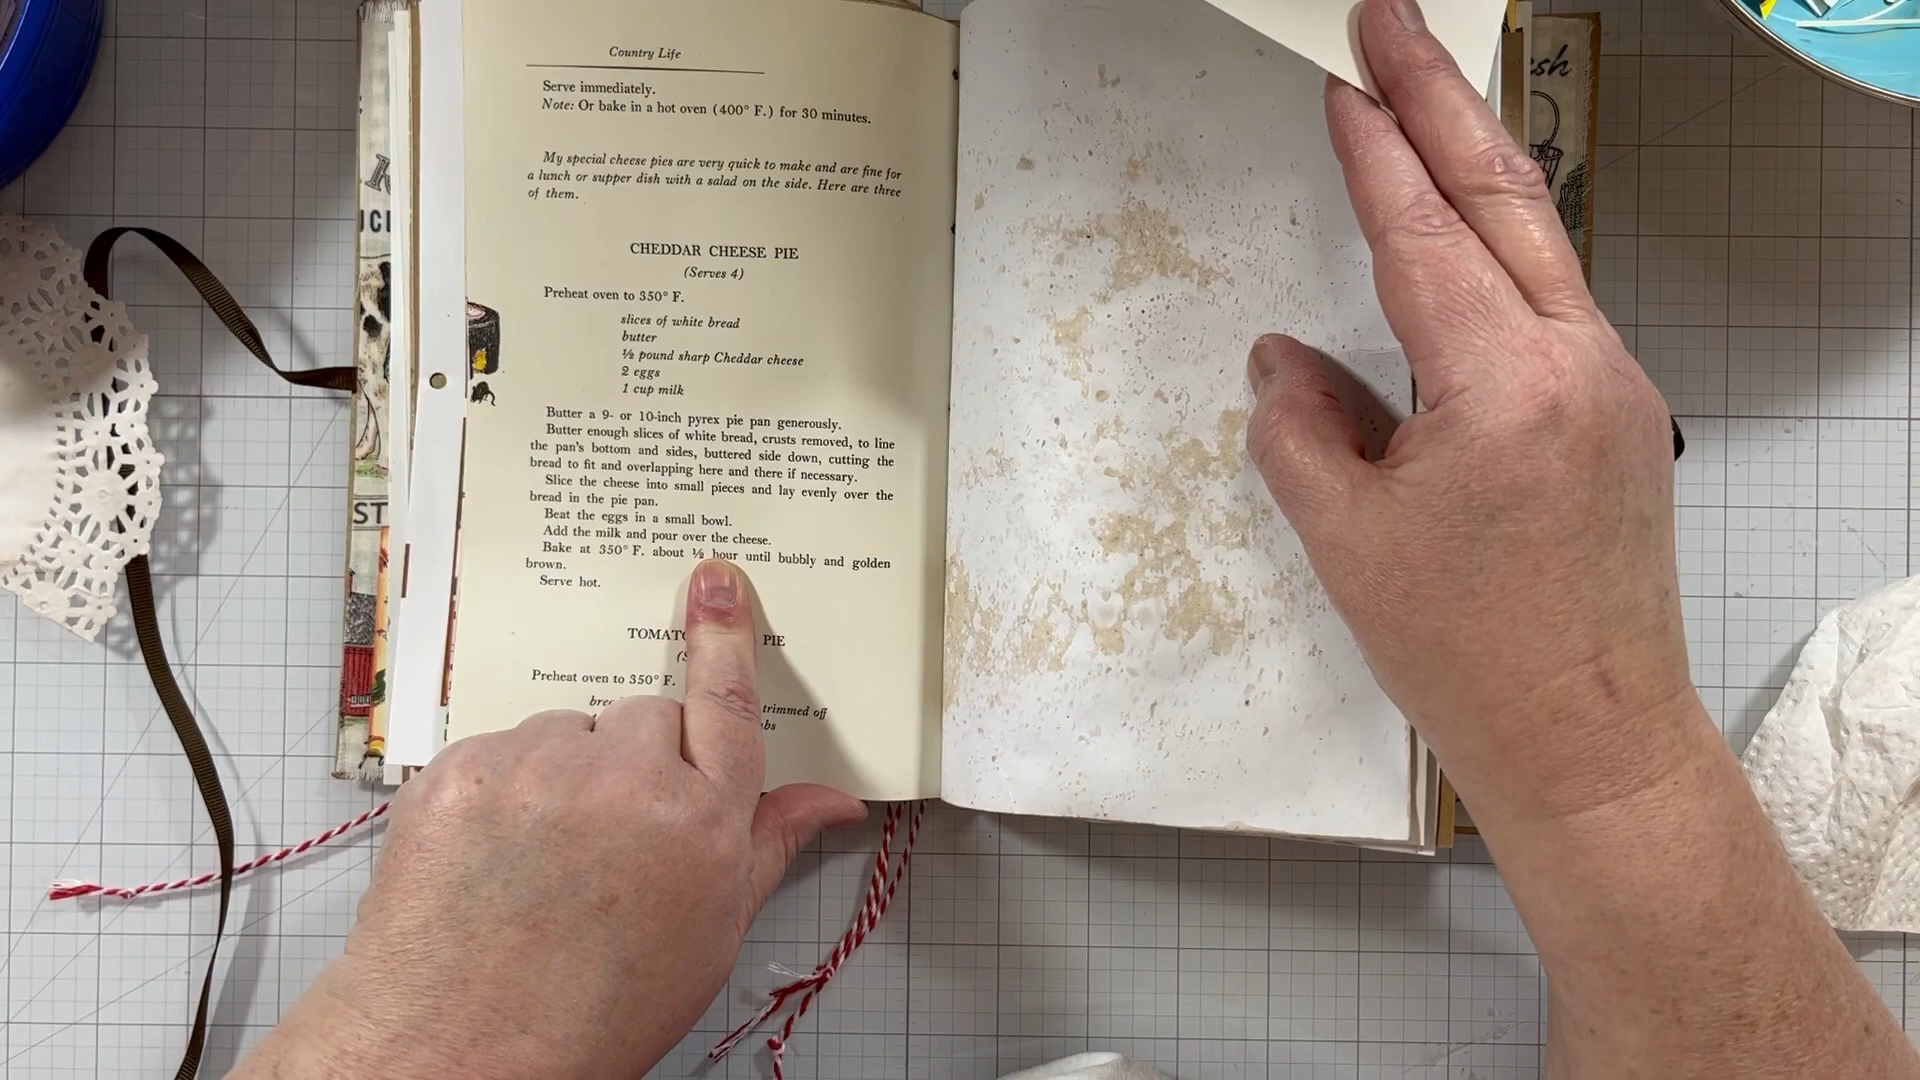 Country Life
Serve immediately.
Note: Or bake in a hot oven (400° F.) for 30 minutes.
My special cheese pies are very quick to make and are fine for
a lunch or supper dish with a salad on the side. Here are three
of them.
CHEDDAR CHEESE PIE
(Serves 4)
Preheat oven to 350° F.
slices of white bread
butter
½ pound sharp Cheddar cheese
2 eggs
1 cup milk
Butter a 9- or 10-inch pyrex pie pan generously.
Butter enough slices of white bread, crusts removed, to line
the pan's bottom and sides, buttered side down, cutting the
bread to fit and overlapping here and there if necessary.
Slice the cheese into small pieces and lay evenly over the
bread in the pie pan.
Beat the eggs in a small bowl.
Add the milk and pour over the cheese.
Bake at 350° F. about ½ hour until bubbly and golden
brown.
Serve hot.
PIE
Preheat oven to 350° F.
trimmed off